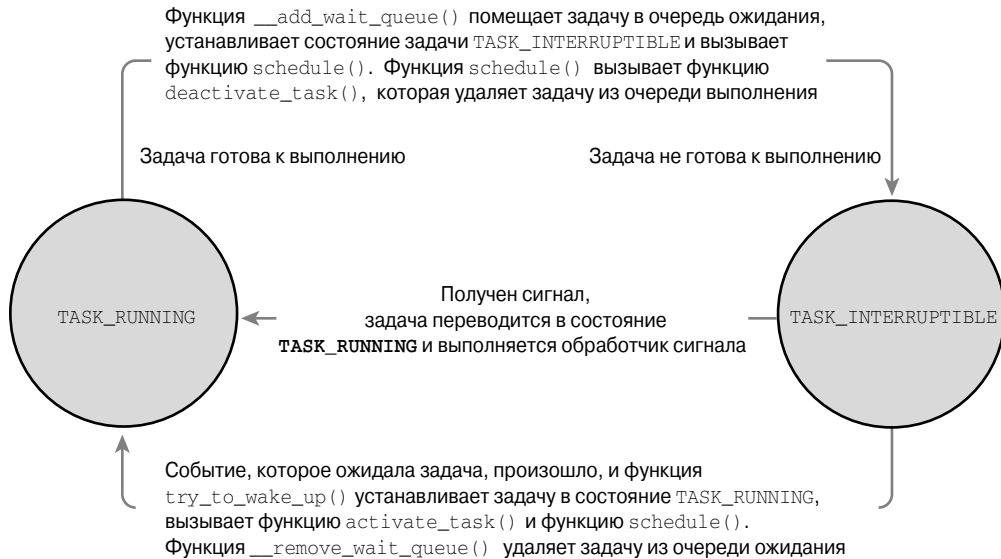 Функция __add_wait_queue() помещает задачу в очередь ожидания,
устанавливает состояние задачи TASK_INTERRUPTIBLE и вызывает
функцию schedule(). Функция schedule() вызывает функцию
deactivate_task(), которая удаляет задачу из очереди выполнения
Задача готова к выполнению
Задача не готова к выполнению
TASK_RUNNING
Получен сигнал,
задача переводится в состояние
TASK_RUNNING и выполняется обработчик сигнала
TASK_INTERRUPTIBLE
Событие, которое ожидала задача, произошло, и функция
try_to_wake_up() устанавливает задачу в состояние TASK_RUNNING,
вызывает функцию activate_task() и функцию schedule().
Функция __remove_wait_queue() удаляет задачу из очереди ожидания